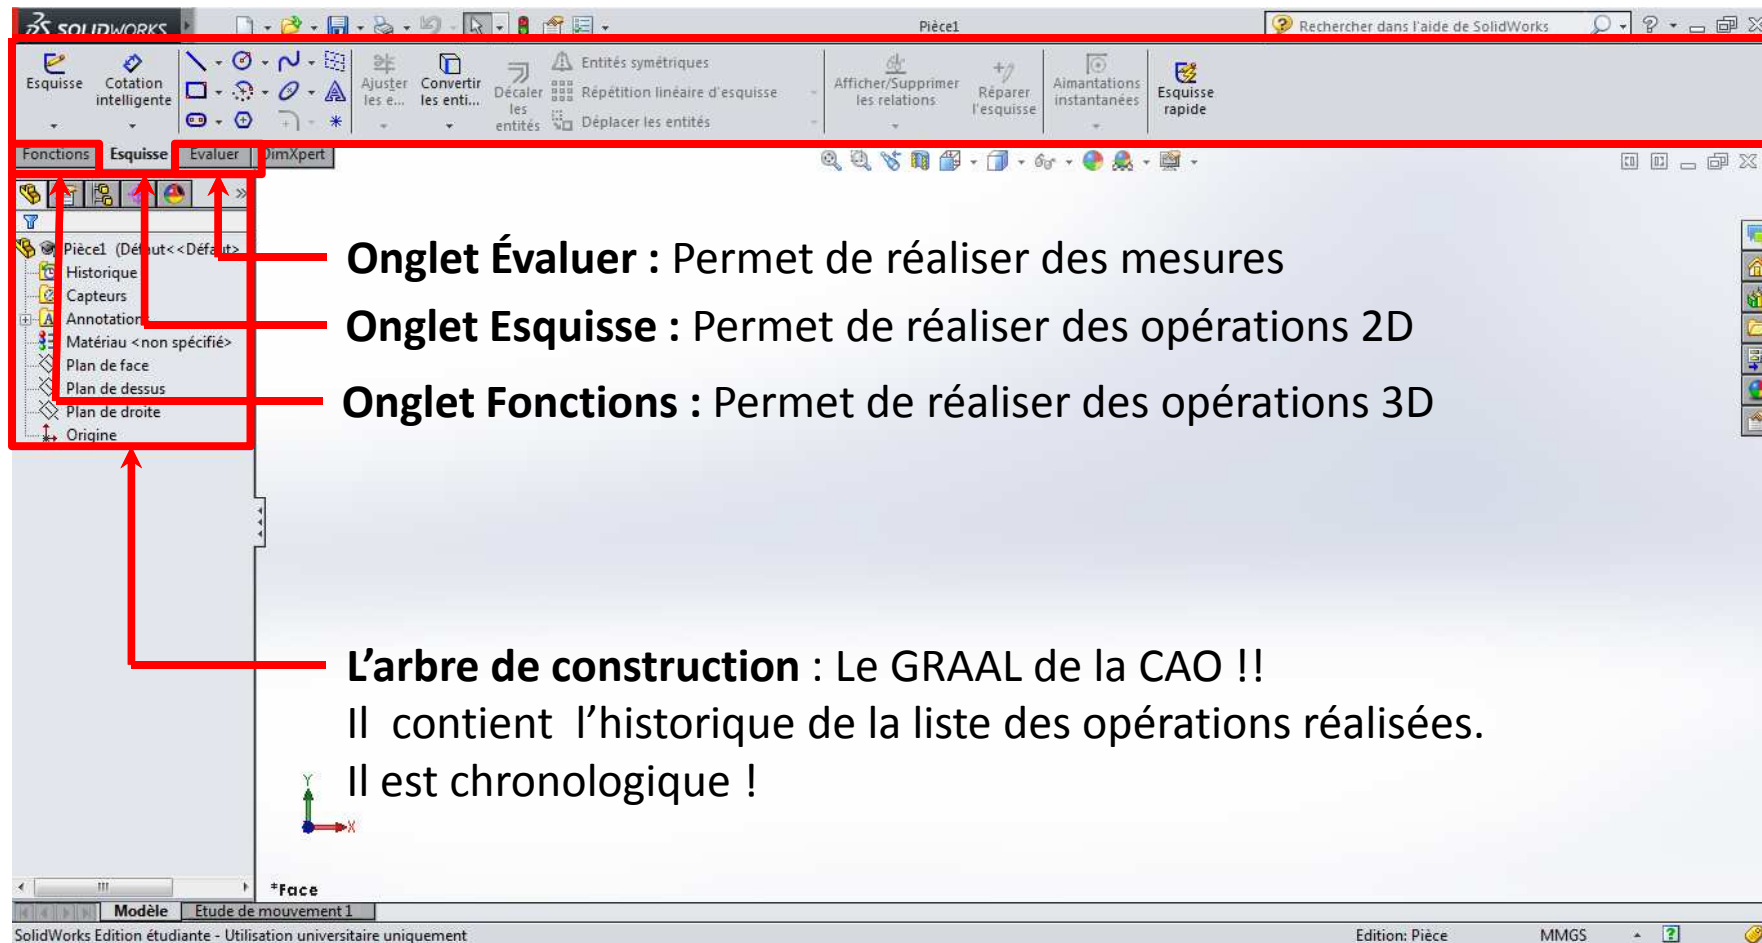 SOLIDWORKS
Pièce1
Rechercher dans l'aide de SolidWorks
Esquisse
Cotation
intelligente
Ajuster
les e...
Convertir
les enti...
Décaler
les
entités
Entités symétriques
Répétition linéaire d'esquisse
Déplacer les entités
Afficher/Supprimer
les relations
Réparer
l'esquisse
Aimantations
instantanées
Esquisse
rapide
Fonctions Esquisse Evaluer DimXpert
Pièce1 (Défaut<<Défaut>
Historique
Capteurs
Annotations
Matériau <non spécifié>
Plan de face
Plan de dessus
Plan de droite
Origine
Onglet Évaluer : Permet de réaliser des mesures
Onglet Esquisse : Permet de réaliser des opérations 2D
Onglet Fonctions : Permet de réaliser des opérations 3D
L'arbre de construction : Le GRAAL de la CAO !!
Il contient l'historique de la liste des opérations réalisées.
Il est chronologique !
Y
X
*Face
Modèle Etude de mouvement 1
SolidWorks Edition étudiante - Utilisation universitaire uniquement
Edition: Pièce MMGS